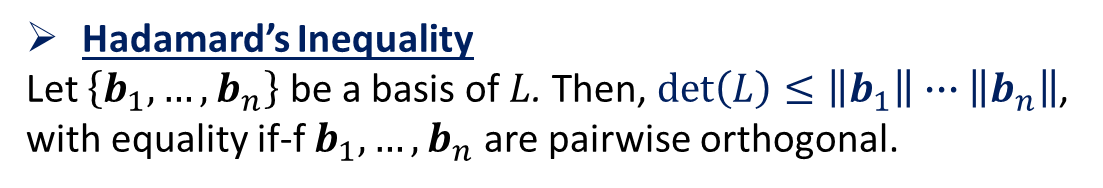 ➢ Hadamard's Inequality
Let {𝒃₁, … , 𝒃ₙ} be a basis of 𝐿. Then, det(𝐿) ≤ ‖𝒃₁‖ ⋯ ‖𝒃ₙ‖,
with equality if-f 𝒃₁, … , 𝒃ₙ are pairwise orthogonal.